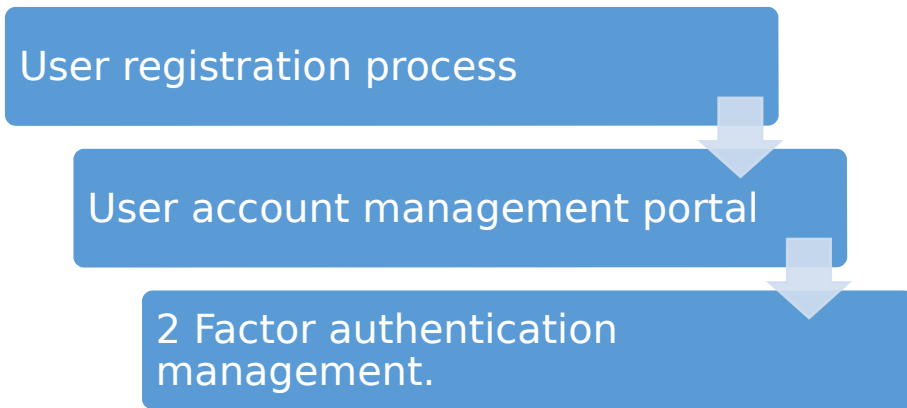 User registration process
User account management portal
2 Factor authentication
management.